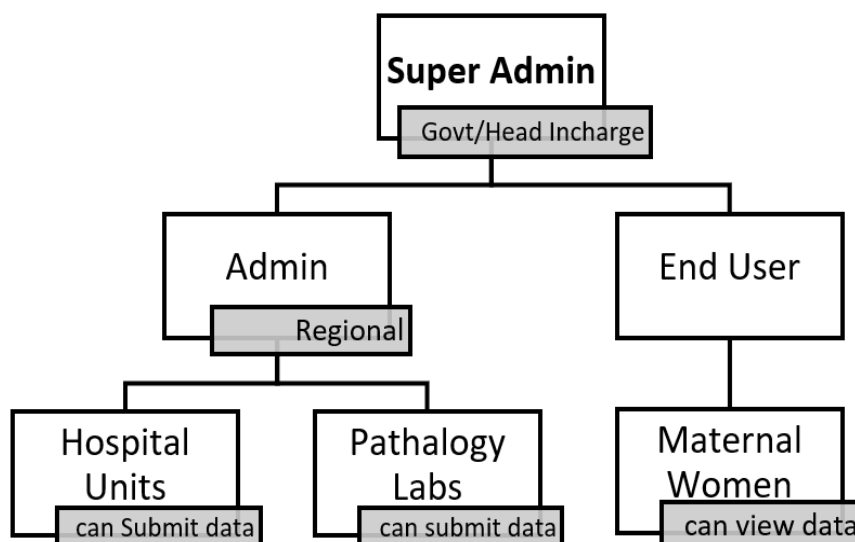 Super Admin
Govt/Head Incharge
Admin
Regional
End User
Hospital
Units
can Submit data
Pathalogy
Labs
can submit data
Maternal
Women
can view data